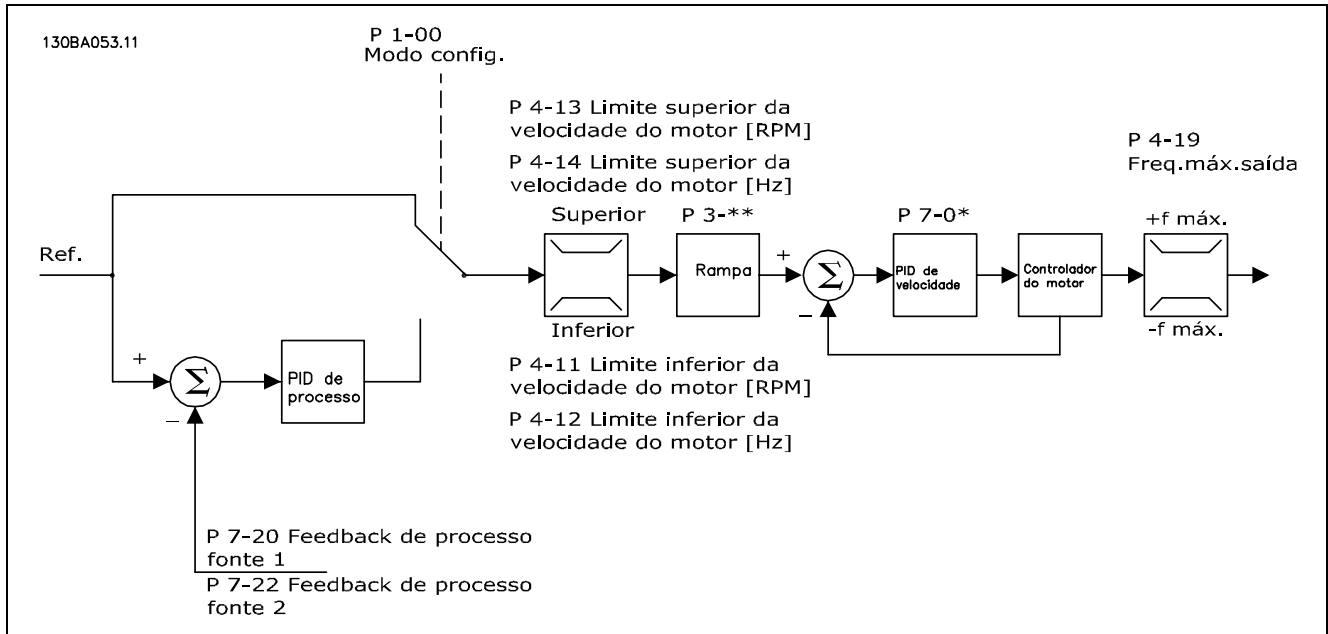 130BA053.11
P 1-00
Modo config.
P 4-13 Limite superior da
velocidade do motor [RPM]
P 4-14 Limite superior da
velocidade do motor [Hz]
P 4-19
Freq.máx.saída
Superior
P 3-**
P 7-0*
+f máx.
Ref.
Rampa
+
Σ
−
PID de
velocidade
Controlador
do motor
Inferior
-f máx.
+
Σ
−
PID de
processo
P 4-11 Limite inferior da
velocidade do motor [RPM]
P 4-12 Limite inferior da
velocidade do motor [Hz]
P 7-20 Feedback de processo
fonte 1
P 7-22 Feedback de processo
fonte 2